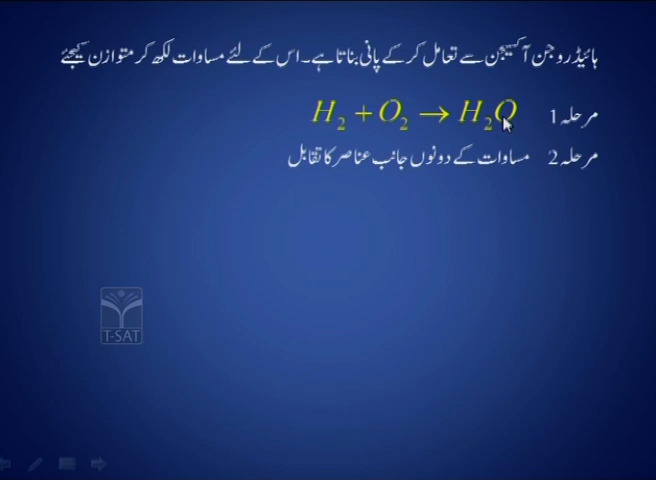 ہائیڈروجن آکسیجن سے تعامل کرکے پانی بناتا ہے۔ اس کے لئے مساوات لکھ کر متوازن کیجئے
مرحلہ 1 H₂ + O₂ → H₂O
مرحلہ 2 مساوات کے دونوں جانب عناصر کا تقابل
T-SAT